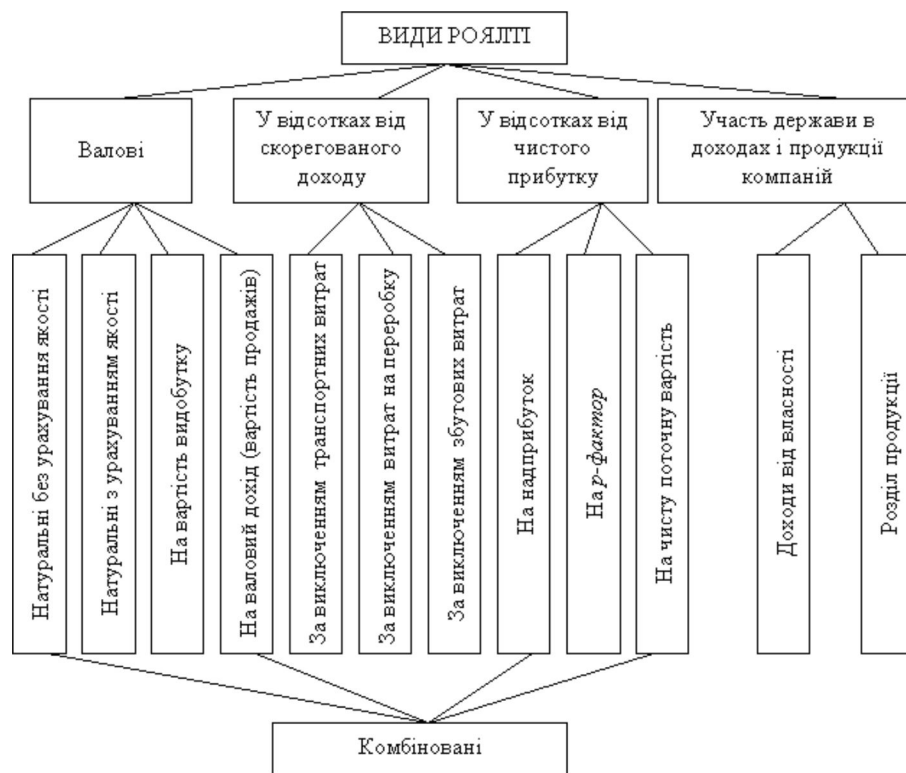 ВИДИ РОЯЛТІ
Валові
У відсотках від
скорегованого
доходу
У відсотках від
чистого
прибутку
Участь держави в
доходах і продукції
компаній
Натуральні без урахування якості
Натуральні з урахуванням якості
На вартість видобутку
На валовий дохід (вартість продажів)
За виключенням транспортних витрат
За виключенням витрат на переробку
За виключенням збутових витрат
На надприбуток
На р-фактор
На чисту поточну вартість
Доходи від власності
Розділ продукції
Комбіновані